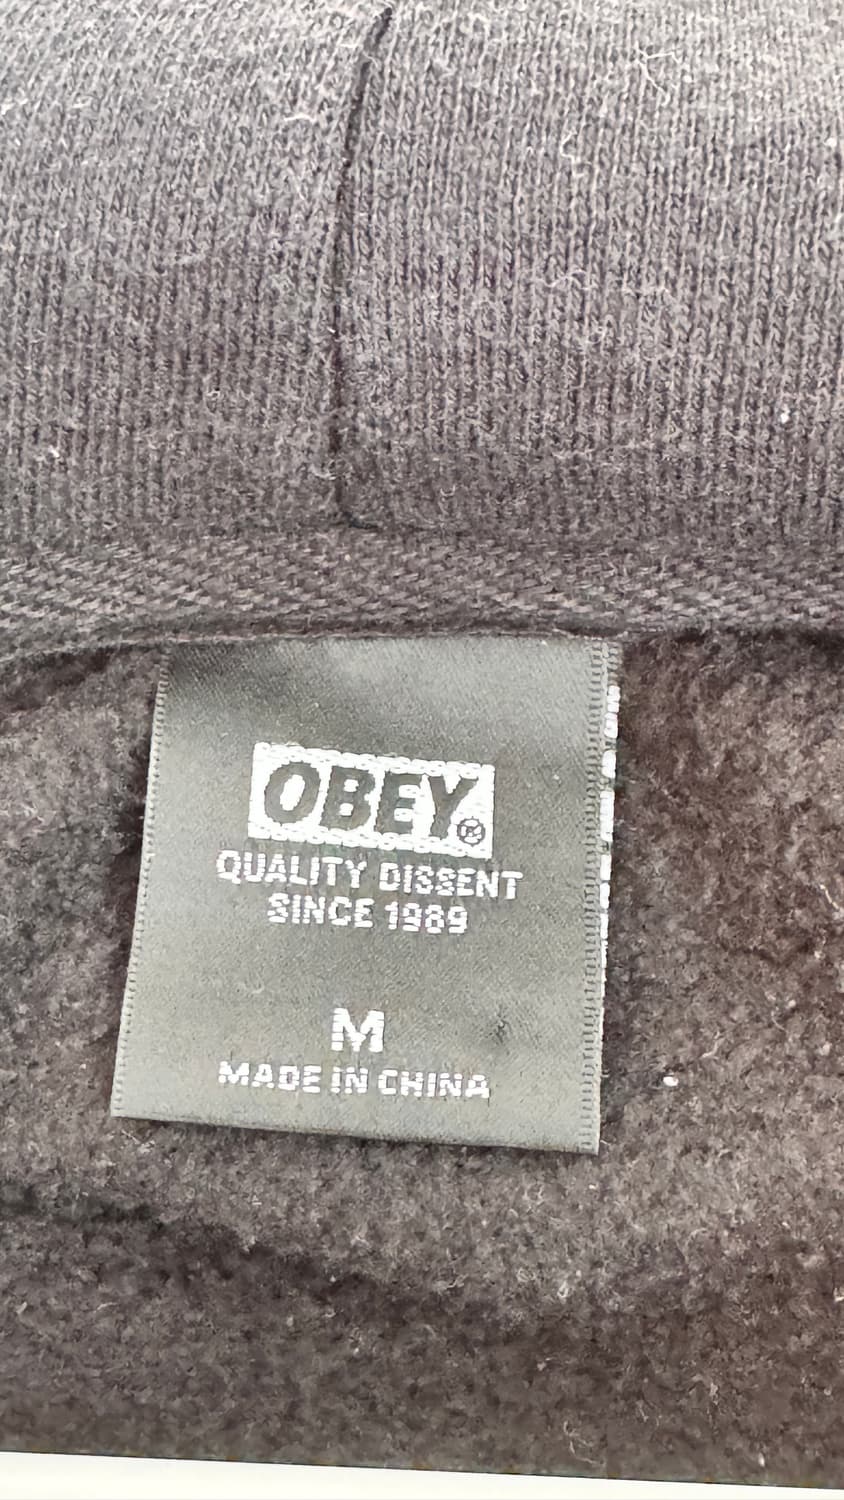 OBEY®
QUALITY DISSENT
SINCE 1989
M
MADE IN CHINA